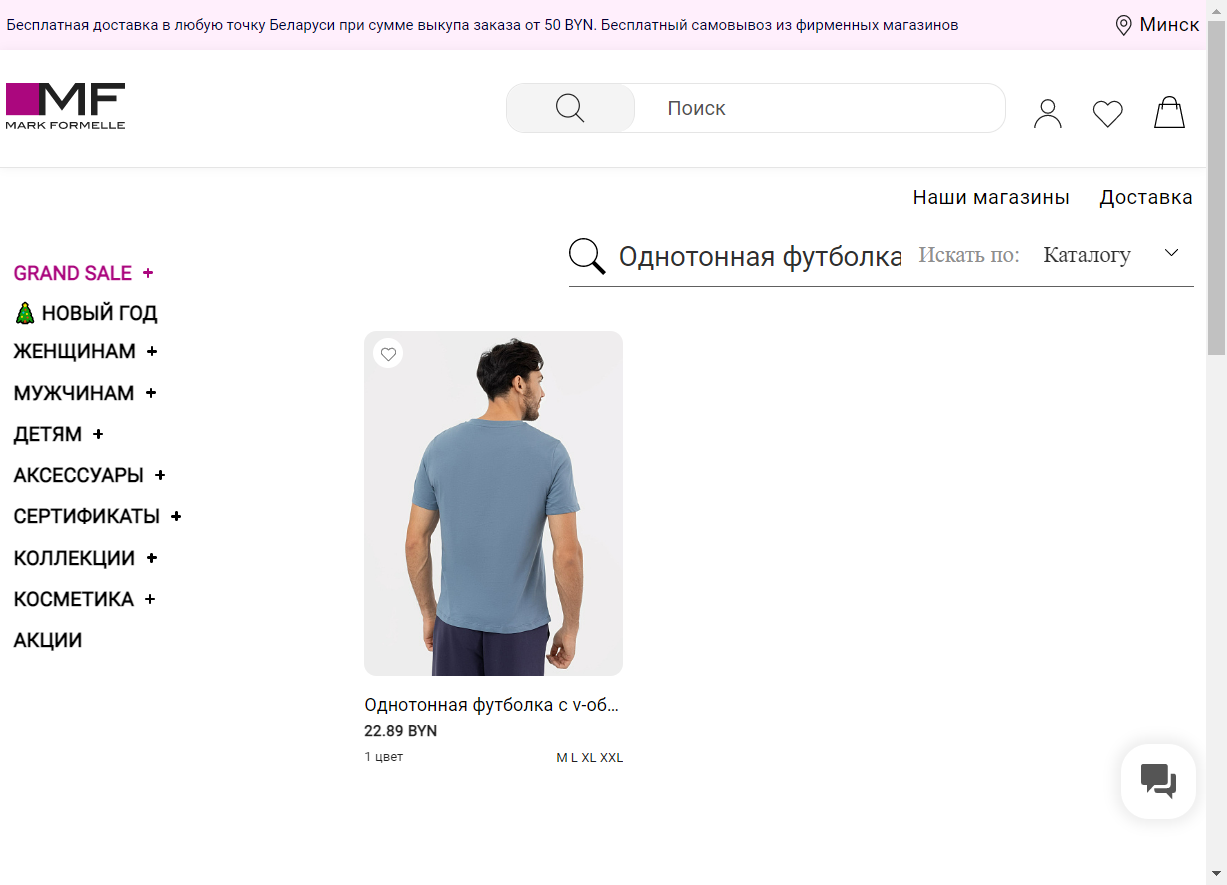 Бесплатная доставка в любую точку Беларуси при сумме выкупа заказа от 50 BYN. Бесплатный самовывоз из фирменных магазинов
Минск
MF
MARK FORMELLE
Поиск
Наши магазины
Доставка
Однотонная футболка
Искать по:
Каталогу
GRAND SALE +
НОВЫЙ ГОД
ЖЕНЩИНАМ +
МУЖЧИНАМ +
ДЕТЯМ +
АКСЕССУАРЫ +
СЕРТИФИКАТЫ +
КОЛЛЕКЦИИ +
КОСМЕТИКА +
АКЦИИ
Однотонная футболка с v-об...
22.89 BYN
1 цвет
M L XL XXL